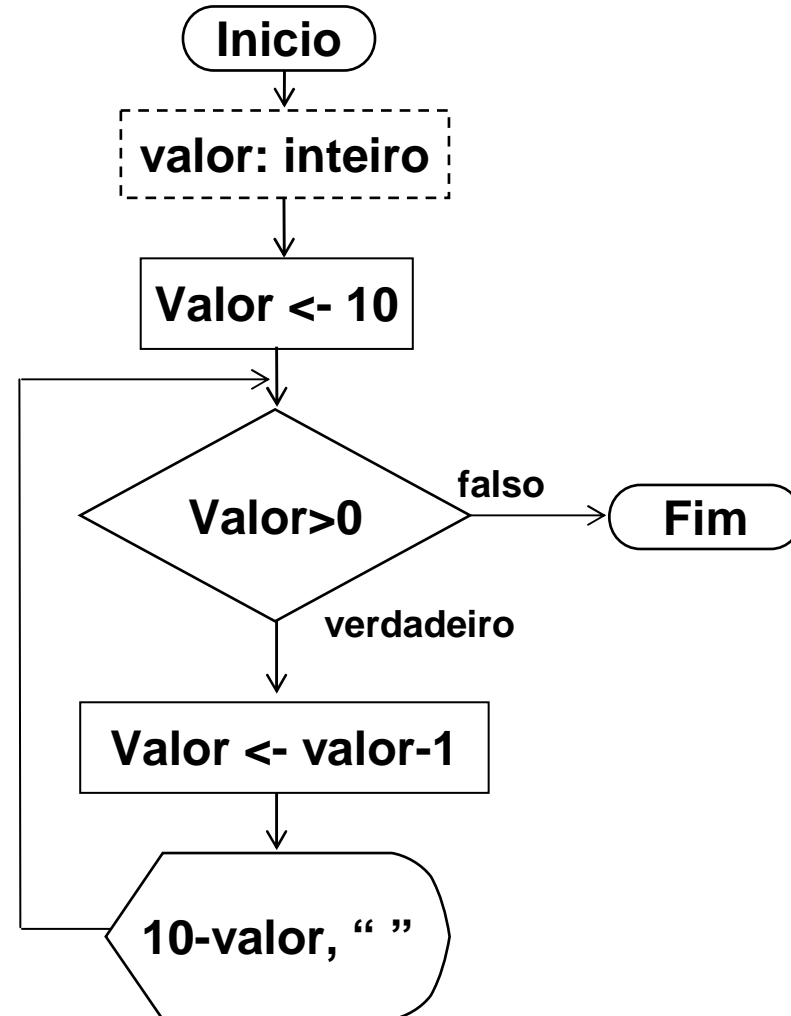 Inicio
valor: inteiro
Valor <- 10
Valor>0
falso
Fim
verdadeiro
Valor <- valor-1
10-valor, “ ”